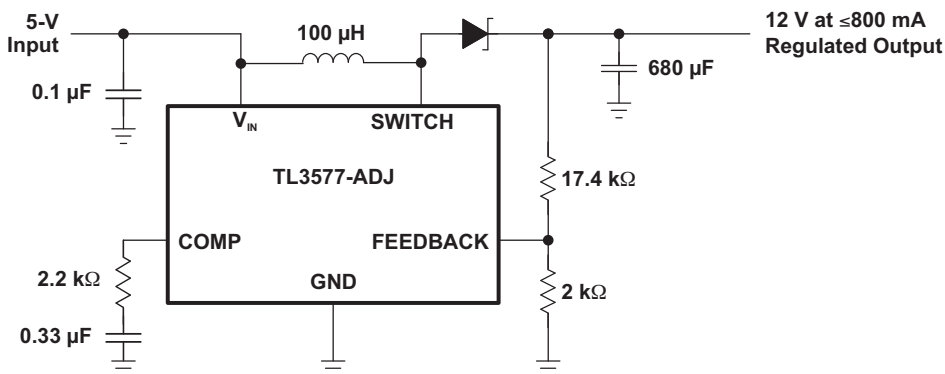 5-V
Input
100 µH
12 V at ≤800 mA
Regulated Output
0.1 µF
680 µF
VIN
SWITCH
TL3577-ADJ
17.4 kΩ
COMP
FEEDBACK
2.2 kΩ
GND
2 kΩ
0.33 µF